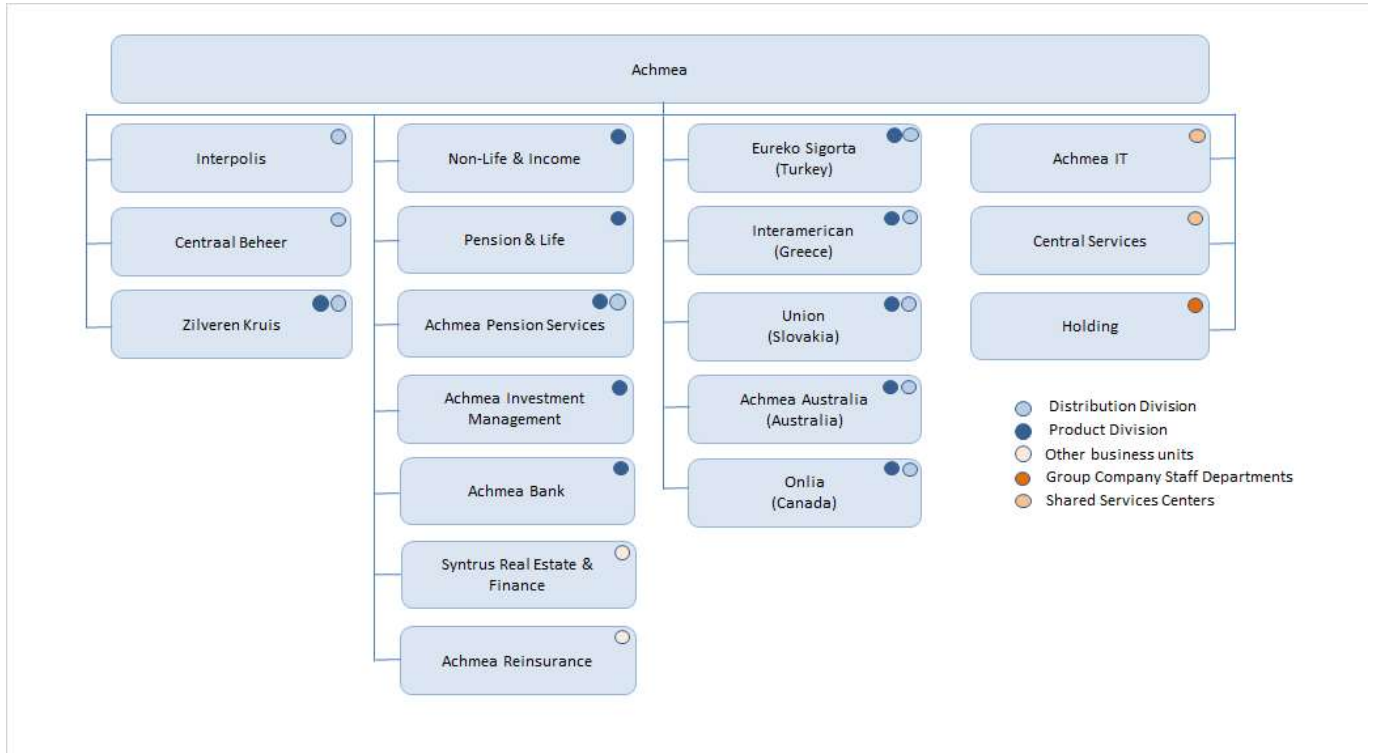 Achmea
Interpolis
Centraal Beheer
Zilveren Kruis
Non-Life & Income
Pension & Life
Achmea Pension Services
Achmea Investment
Management
Achmea Bank
Syntrus Real Estate &
Finance
Achmea Reinsurance
Eureko Sigorta
(Turkey)
Interamerican
(Greece)
Union
(Slovakia)
Achmea Australia
(Australia)
Onlia
(Canada)
Achmea IT
Central Services
Holding
Distribution Division
Product Division
Other business units
Group Company Staff Departments
Shared Services Centers